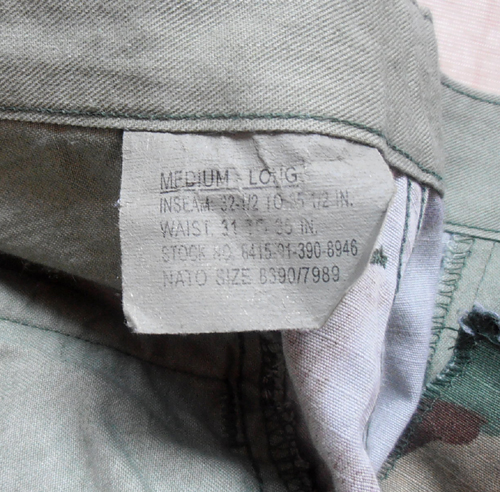 MEDIUM - LONG
INSEAM: 32-1/2 TO 35 1/2 IN.
WAIST: 31 TO 35 IN.
STOCK NO. 8415-01-390-8946
NATO SIZE 8390/7989